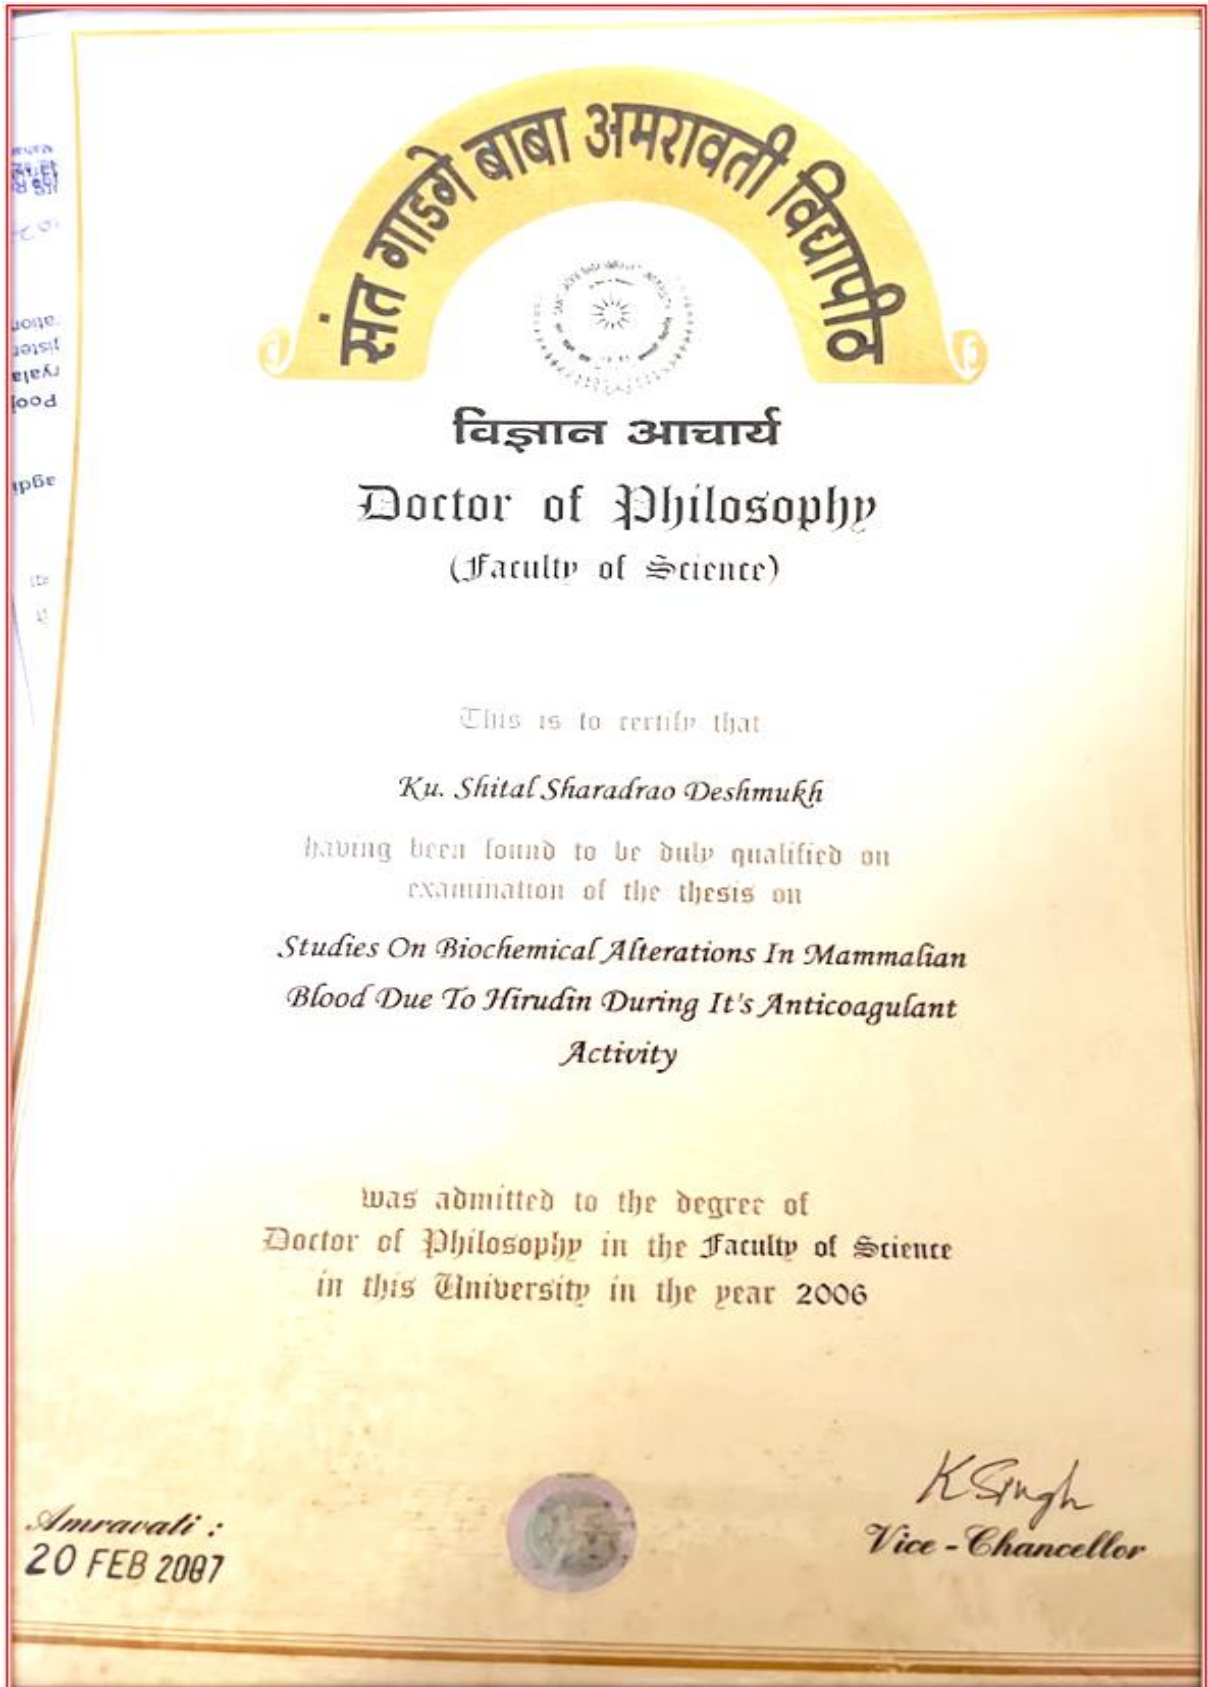 संत गाडगे बाबा अमरावती विद्यापीठ
विज्ञान आचार्य
Doctor of Philosophy
(Faculty of Science)
This is to certify that
Ku. Shital Sharadrao Deshmukh
having been found to be duly qualified on
examination of the thesis on
Studies On Biochemical Alterations In Mammalian
Blood Due To Hirudin During It's Anticoagulant
Activity
was admitted to the degree of
Doctor of Philosophy in the Faculty of Science
in this University in the year 2006
K Singh
Vice-Chancellor
Amravati :
20 FEB 2007